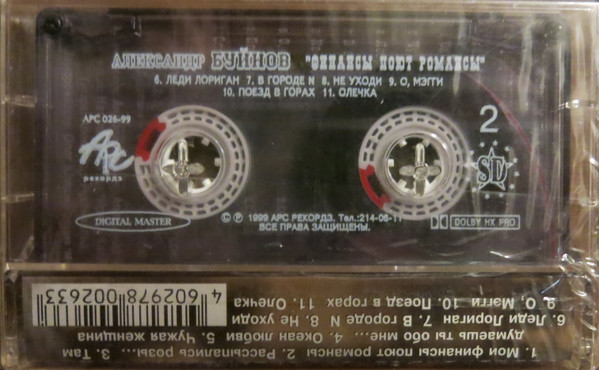 АЛЕКСАНДР БУЙНОВ "ФИНАНСЫ ПОЮТ РОМАНСЫ"
6. ЛЕДИ ЛОРИГАН 7. В ГОРОДЕ N 8. НЕ УХОДИ 9. О, МЭГГИ
10. ПОЕЗД В ГОРАХ 11. ОЛЕЧКА
АРС 026-99
АРС
рекордз
2
SD
DIGITAL MASTER
© ℗ 1999 АРС РЕКОРДЗ. Тел.:214-06-11
ВСЕ ПРАВА ЗАЩИЩЕНЫ.
DOLBY HX PRO
1. Мои финансы поют романсы 2. Рассыпались розы... 3. Там
думаешь ты обо мне... 4. Океан любви 5. Чужая женщина
6. Леди Лориган 7. В городе N 8. Не уходи
9. О, Мэгги 10. Поезд в горах 11. Олечка
4 602978 002633